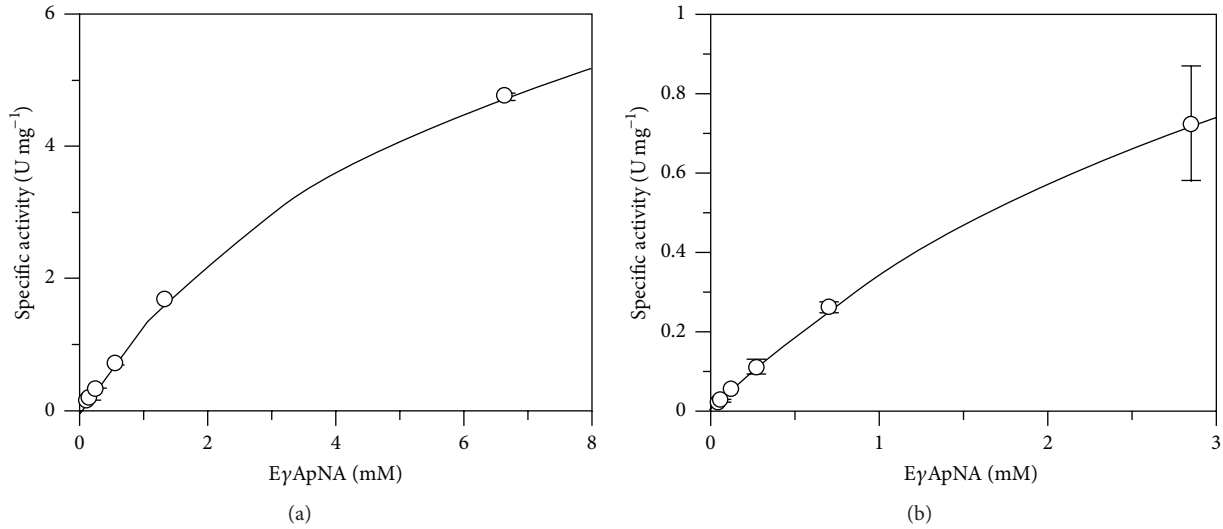 Specific activity (U mg⁻¹)
6
4
2
0
0 2 4 6 8
EγApNA (mM)
(a)
Specific activity (U mg⁻¹)
1
0.8
0.6
0.4
0.2
0
0 1 2 3
EγApNA (mM)
(b)